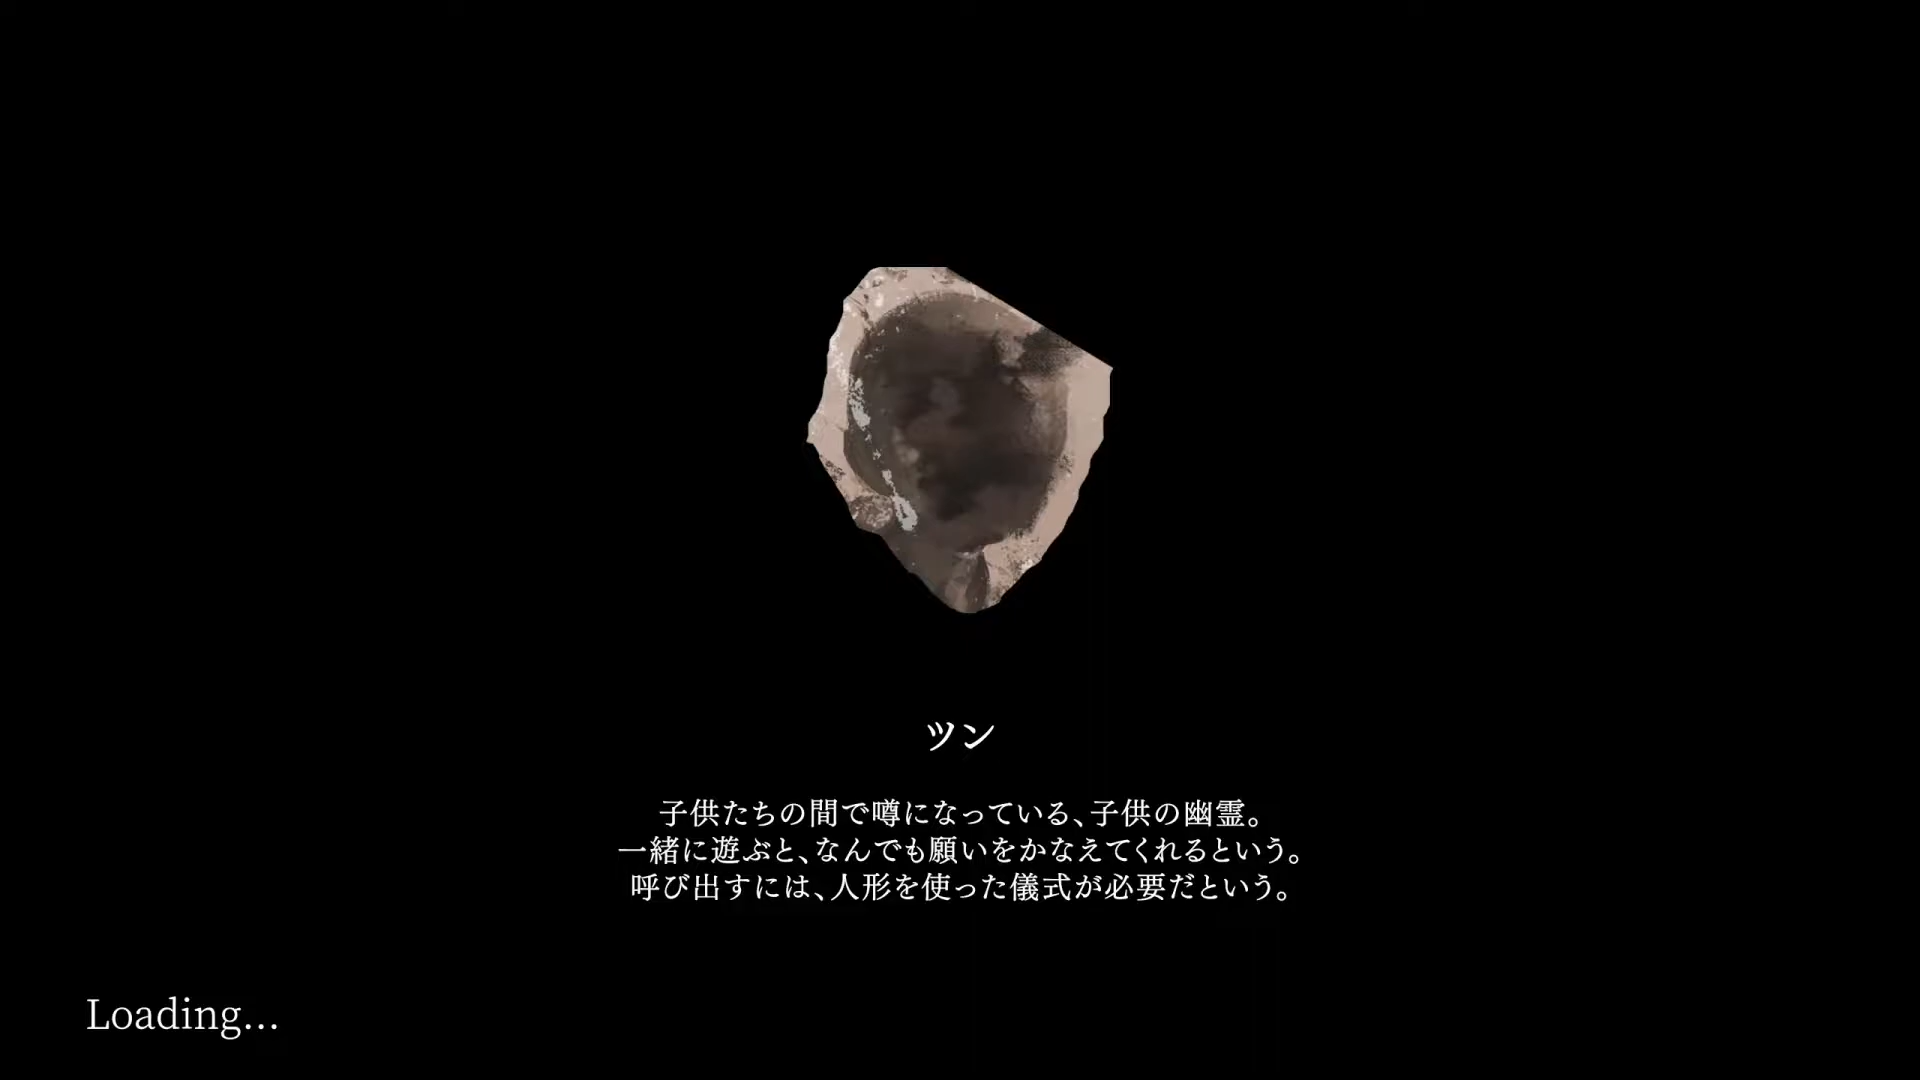 ツン
子供たちの間で噂になっている、子供の幽霊。
一緒に遊ぶと、なんでも願いをかなえてくれるという。
呼び出すには、人形を使った儀式が必要だという。
Loading...